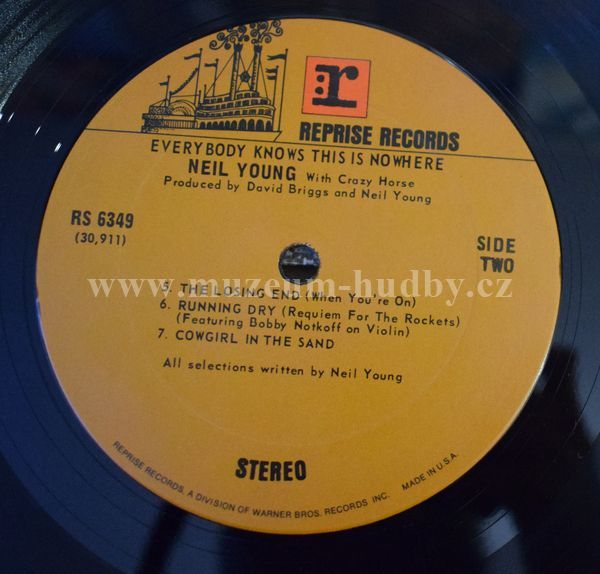 :r
REPRISE RECORDS
EVERYBODY KNOWS THIS IS NOWHERE
NEIL YOUNG With Crazy Horse
Produced by David Briggs and Neil Young
RS 6349
(30,911)
SIDE
TWO
www.muzeum-hudby.cz
5. THE LOSING END (When You're On)
6. RUNNING DRY (Requiem For The Rockets)
(Featuring Bobby Notkoff on Violin)
7. COWGIRL IN THE SAND
All selections written by Neil Young
STEREO
REPRISE RECORDS, A DIVISION OF WARNER BROS. RECORDS INC. MADE IN U.S.A.